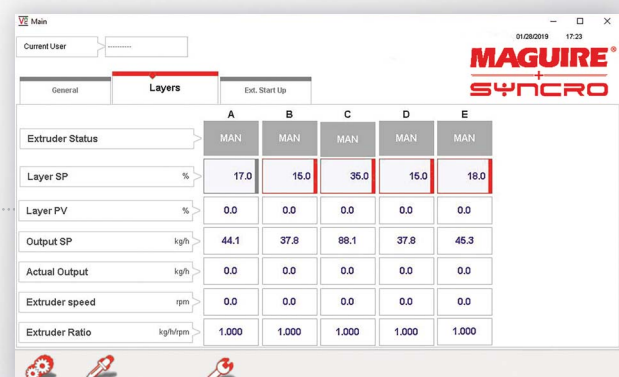 Main
01/28/2019 17:23
Current User ----------
MAGUIRE®
+
SYNCRO
General Layers Ext. Start Up
A B C D E
Extruder Status MAN MAN MAN MAN MAN
Layer SP % 17.0 15.0 35.0 15.0 18.0
Layer PV % 0.0 0.0 0.0 0.0 0.0
Output SP kg/h 44.1 37.8 88.1 37.8 45.3
Actual Output kg/h 0.0 0.0 0.0 0.0 0.0
Extruder speed rpm 0.0 0.0 0.0 0.0 0.0
Extruder Ratio kg/h/rpm 1.000 1.000 1.000 1.000 1.000